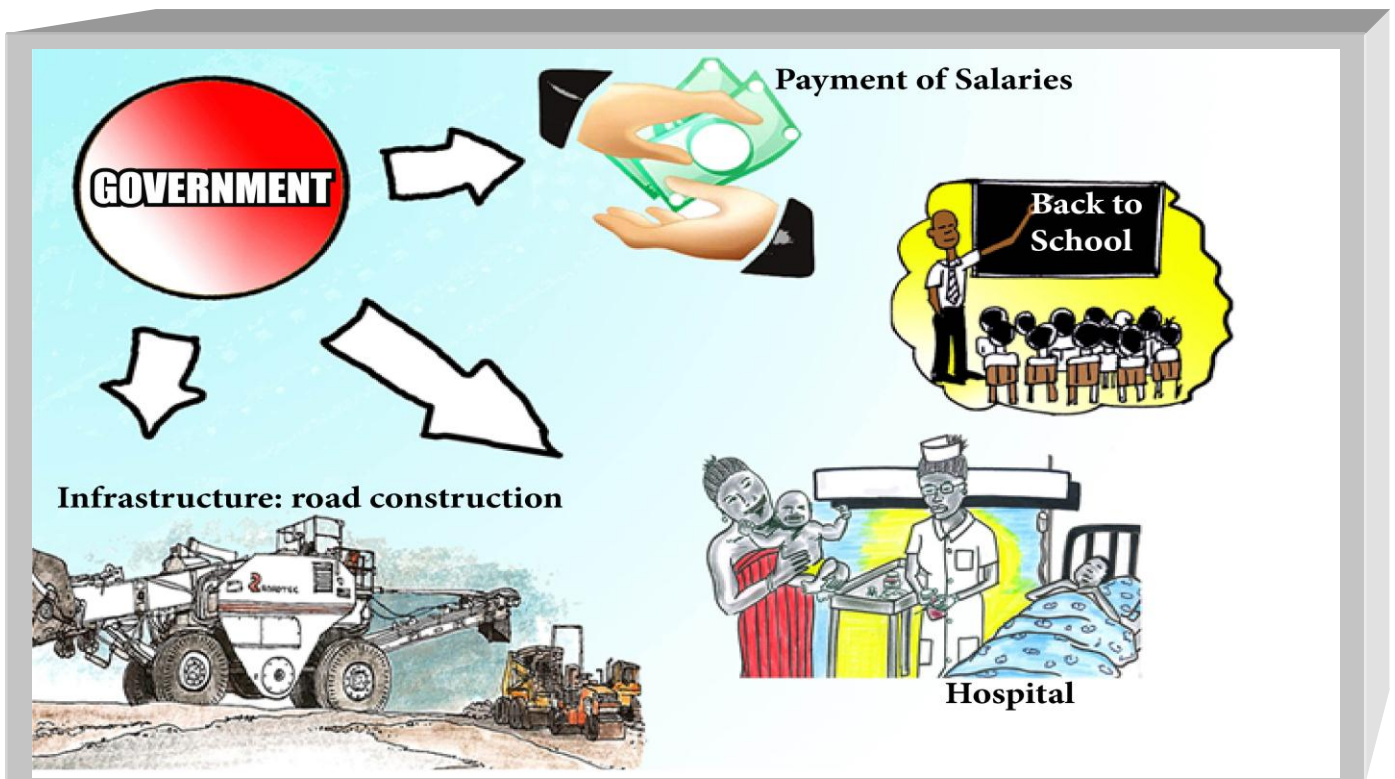 GOVERNMENT
Payment of Salaries
Back to
School
Infrastructure: road construction
Hospital